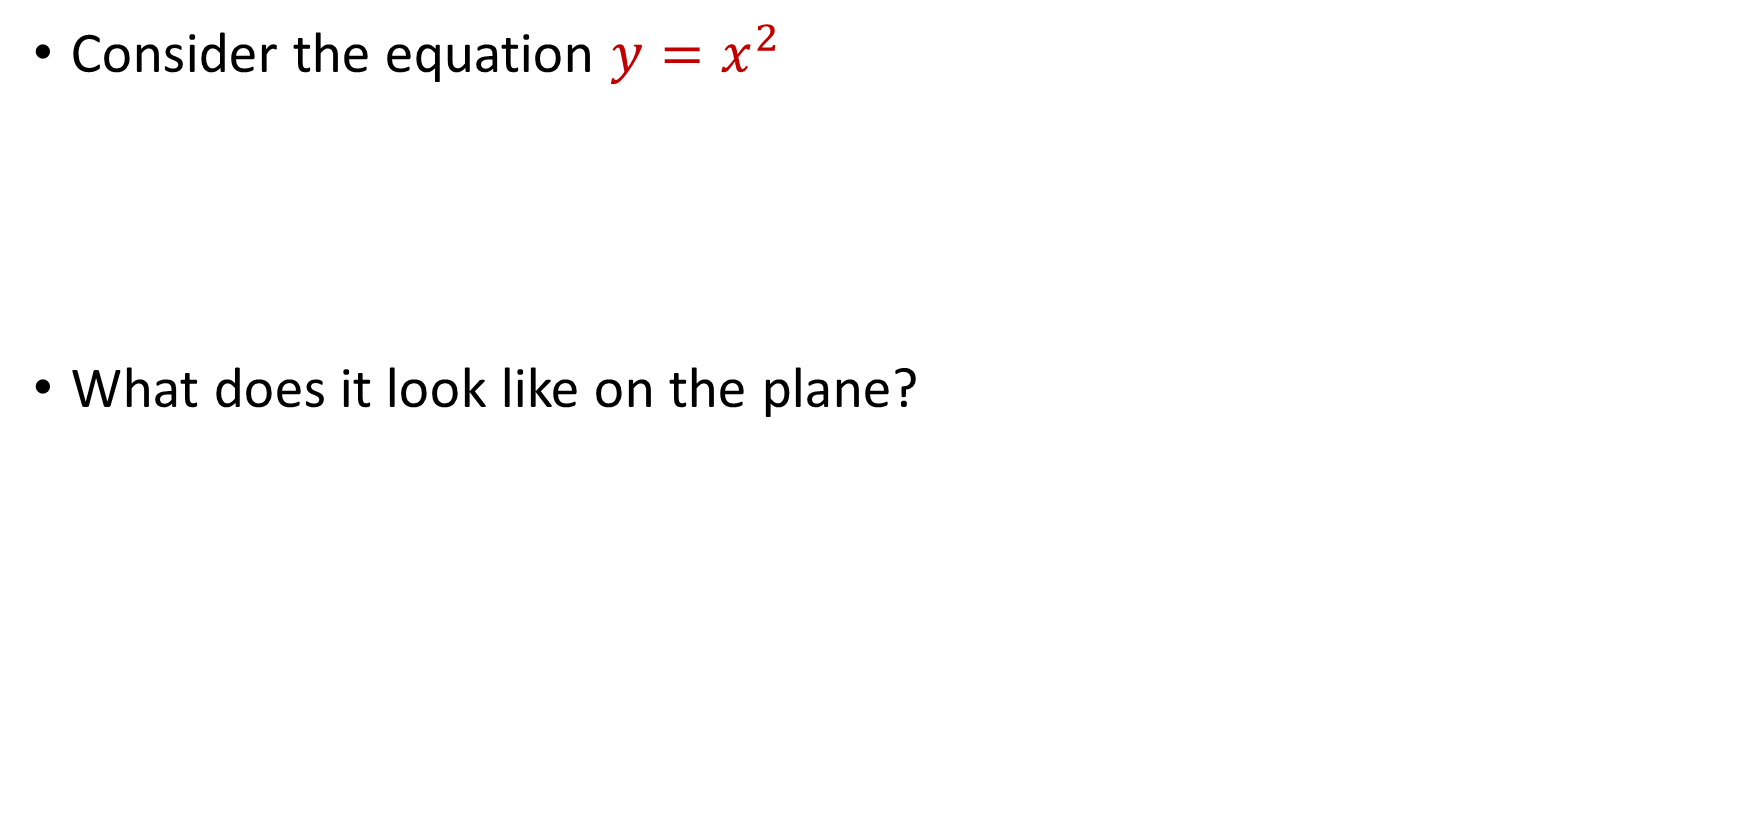 • Consider the equation y = x²
• What does it look like on the plane?